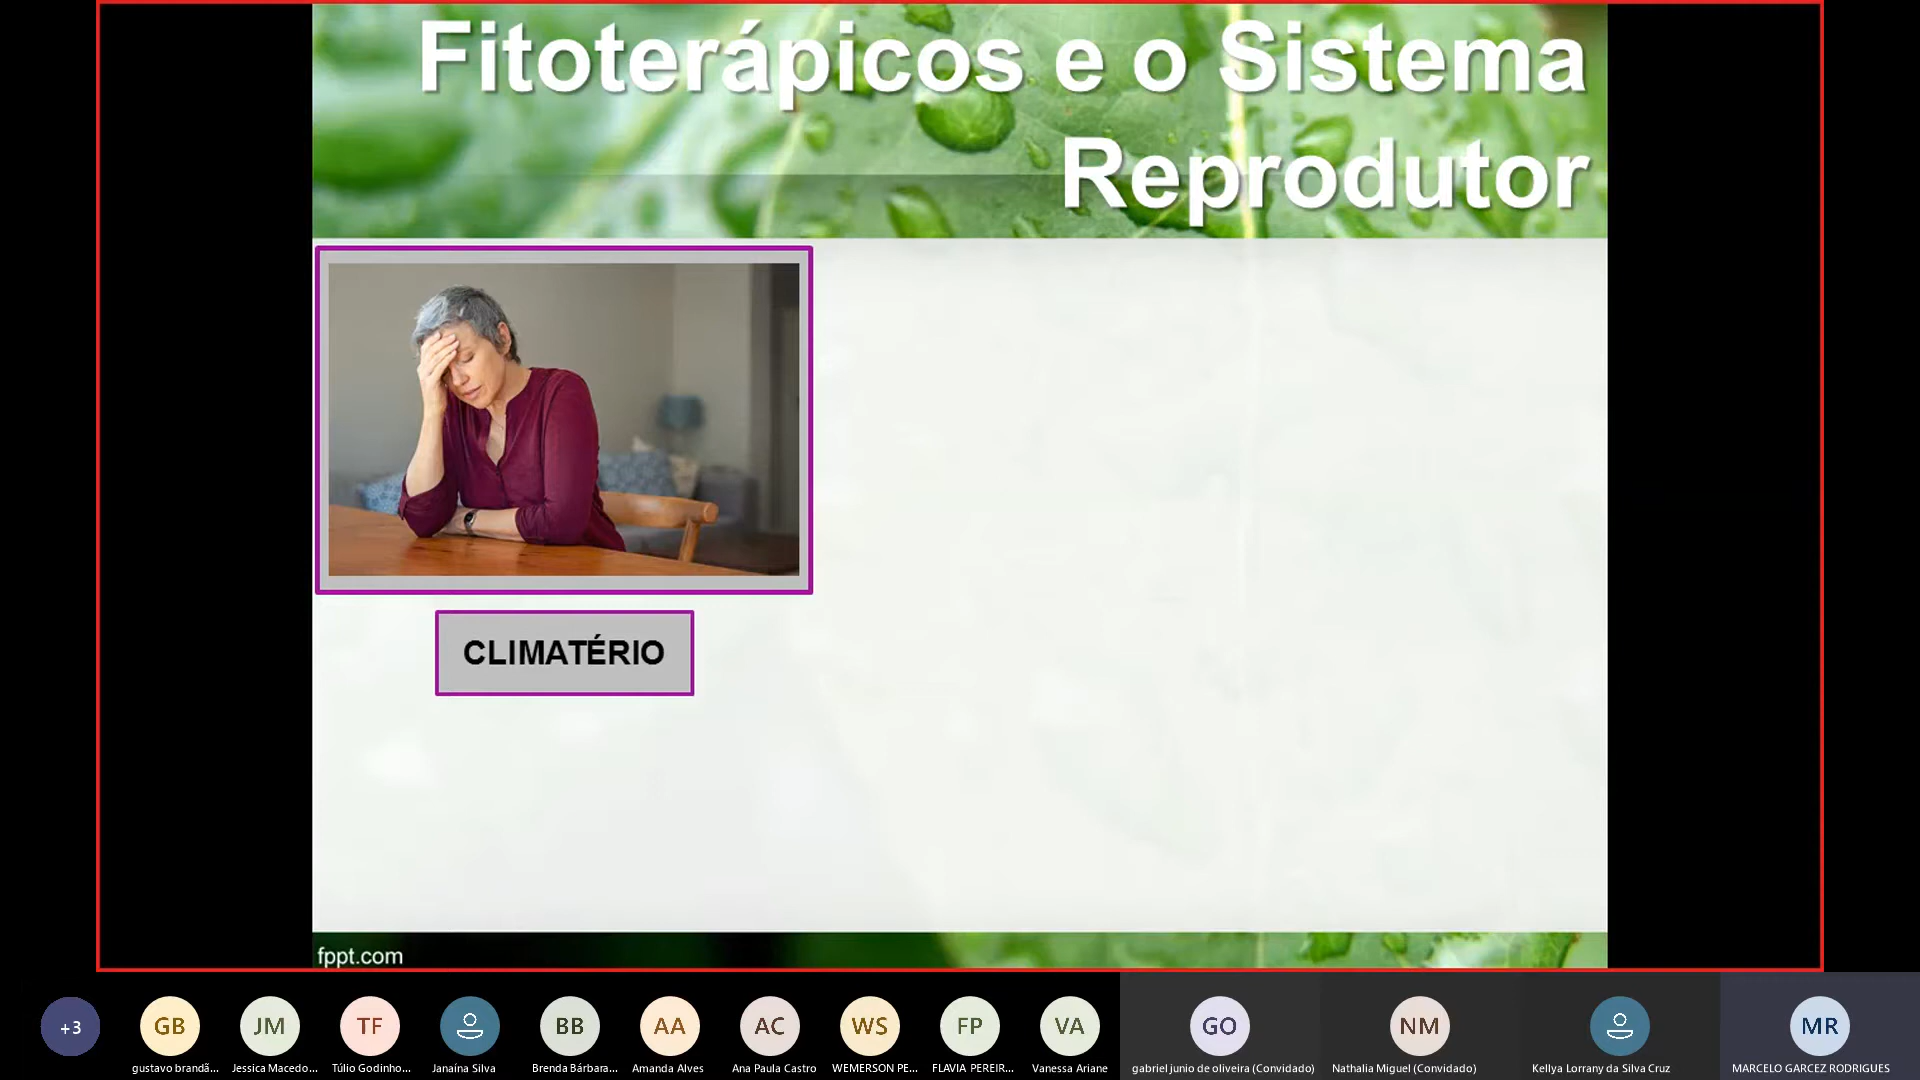 Fitoterápicos e o Sistema
Reprodutor
CLIMATÉRIO
fppt.com
+3
GB
JM
TF
BB
AA
AC
WS
FP
VA
GO
NM
MR
gustavo brandã...
Jessica Macedo...
Túlio Godinho...
Janaína Silva
Brenda Bárbara...
Amanda Alves
Ana Paula Castro
WEMERSON PE...
FLAVIA PEREIR...
Vanessa Ariane
gabriel junio de oliveira (Convidado)
Nathalia Miguel (Convidado)
Kellya Lorrany da Silva Cruz
MARCELO GARCEZ RODRIGUES